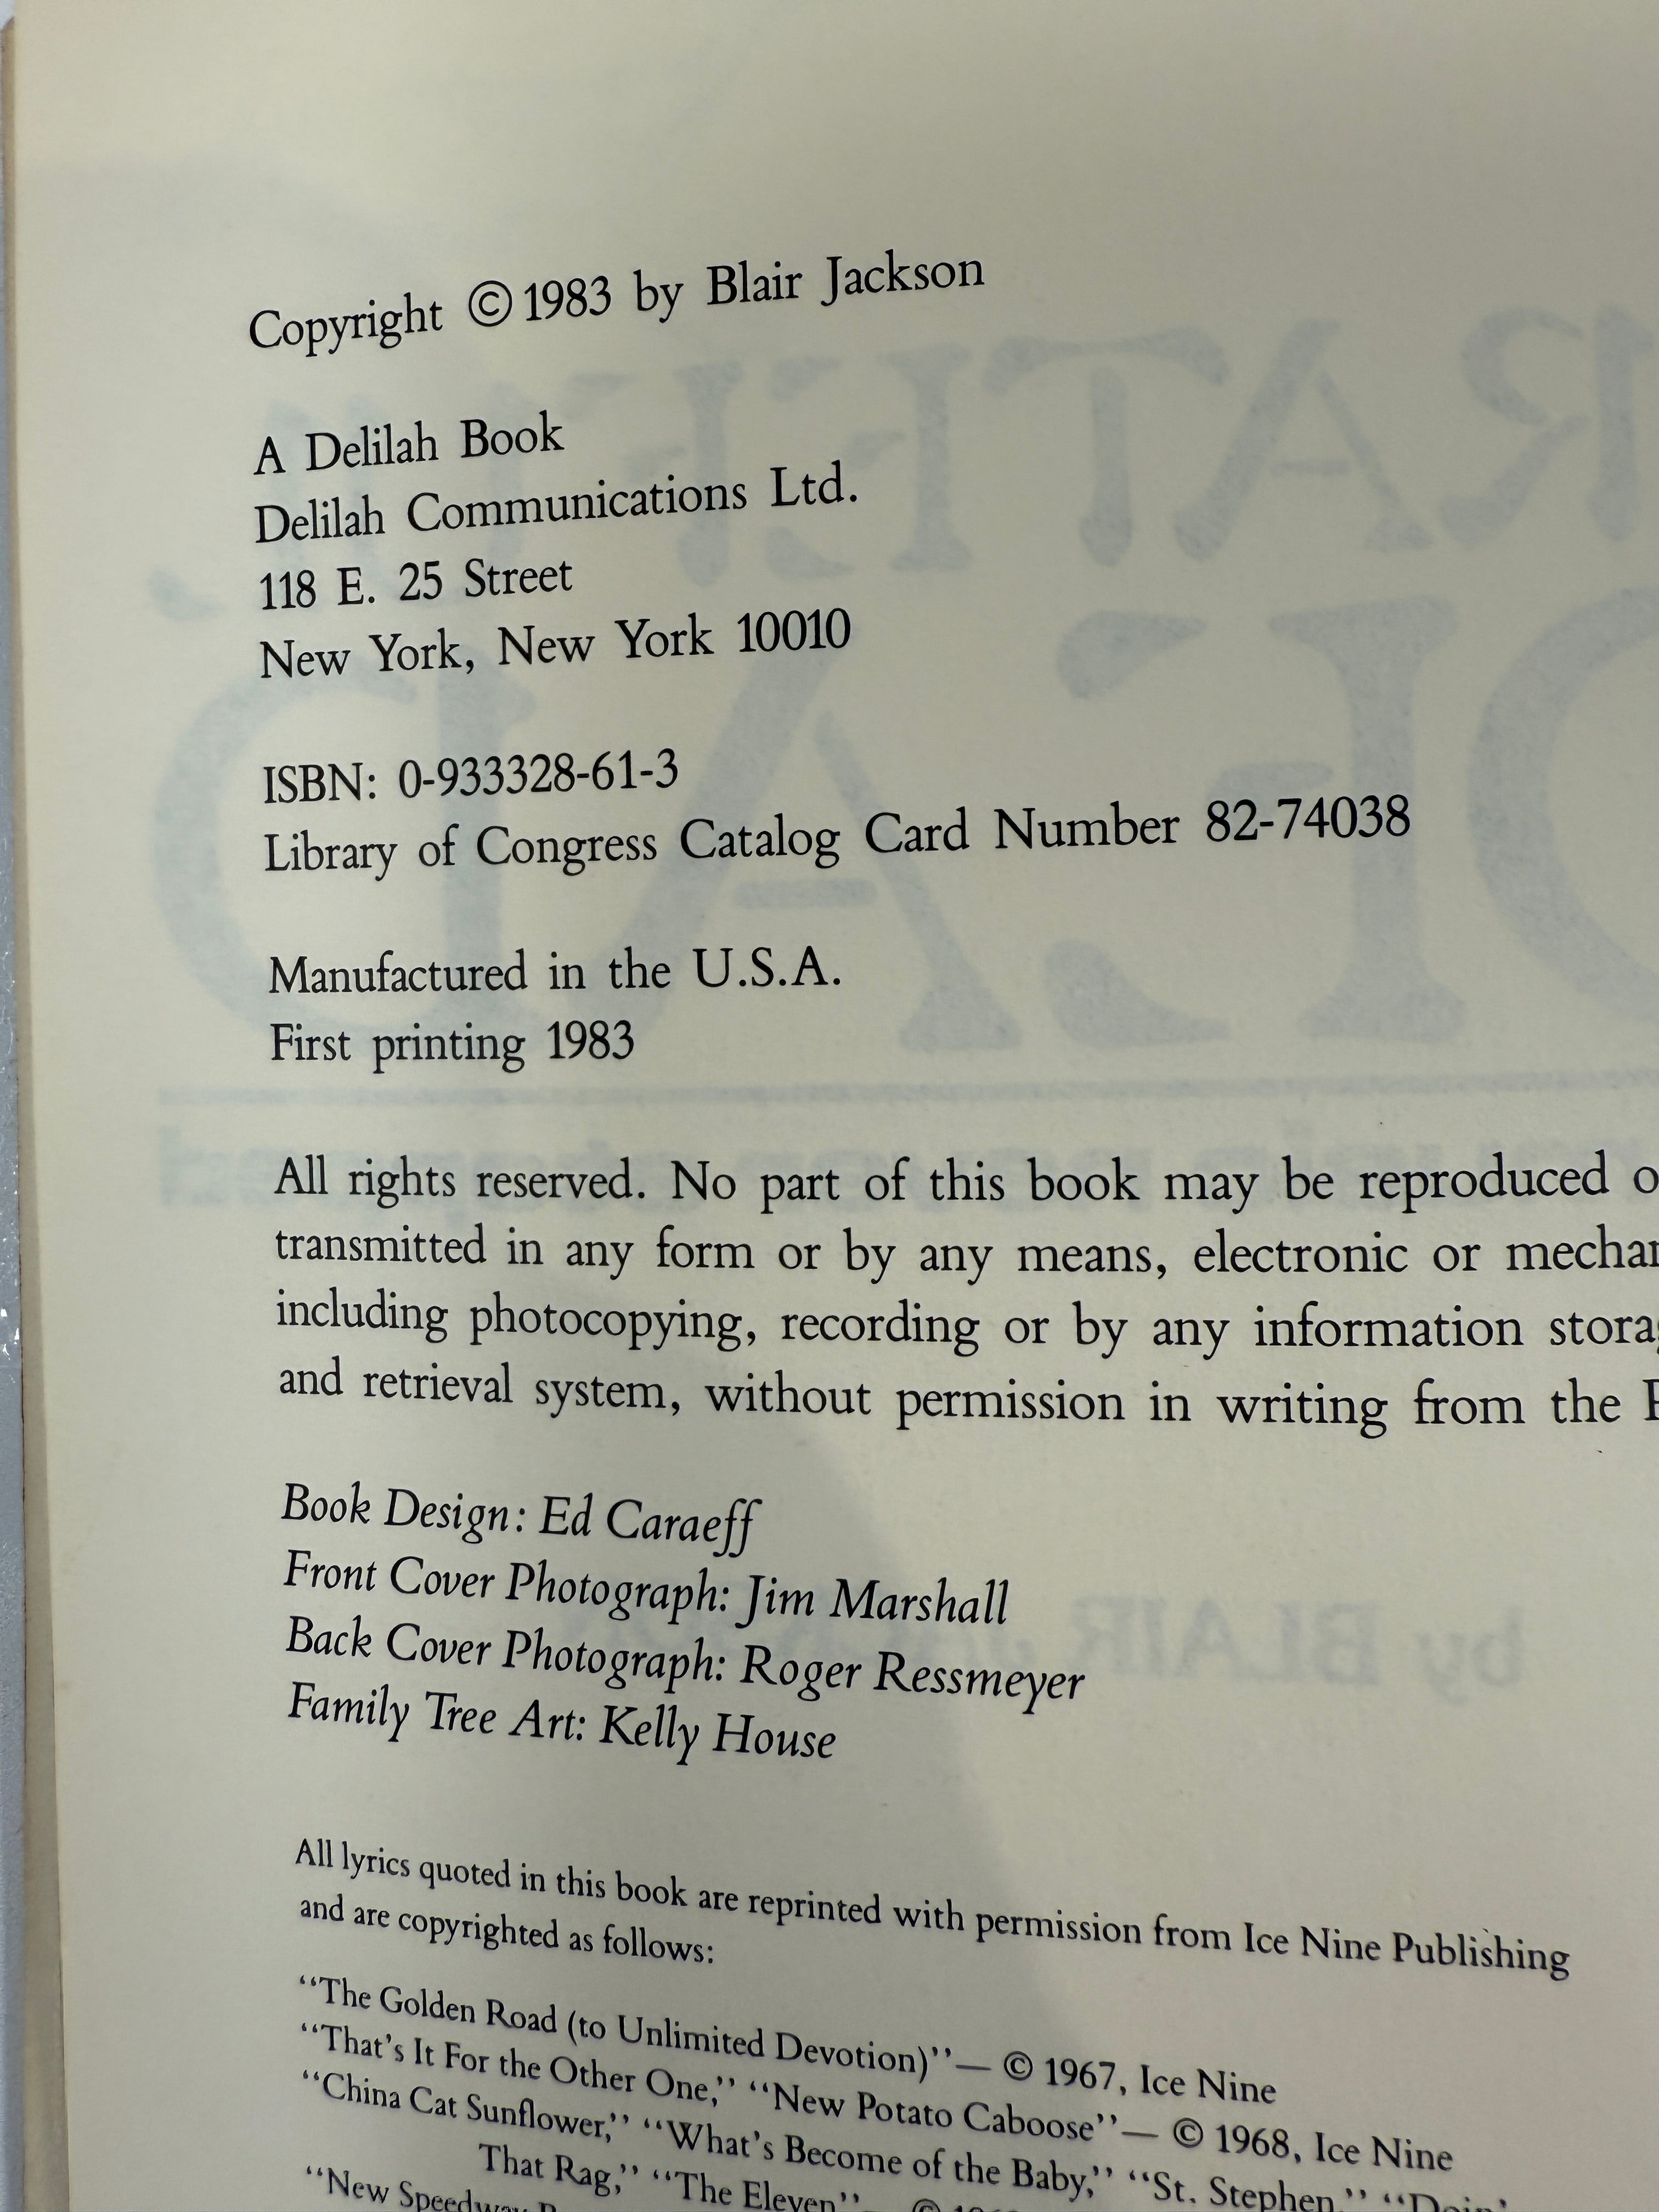 Copyright © 1983 by Blair Jackson
A Delilah Book
Delilah Communications Ltd.
118 E. 25 Street
New York, New York 10010
ISBN: 0-933328-61-3
Library of Congress Catalog Card Number 82-74038
Manufactured in the U.S.A.
First printing 1983
All rights reserved. No part of this book may be reproduced o
transmitted in any form or by any means, electronic or mechan
including photocopying, recording or by any information storag
and retrieval system, without permission in writing from the
Book Design: Ed Caraeff
Front Cover Photograph: Jim Marshall
Back Cover Photograph: Roger Ressmeyer
Family Tree Art: Kelly House
All lyrics quoted in this book are reprinted with permission from Ice Nine Publishing
and are copyrighted as follows:
“The Golden Road (to Unlimited Devotion)”— © 1967, Ice Nine
“That’s It For the Other One,” “New Potato Caboose”— © 1968, Ice Nine
“China Cat Sunflower,” “What’s Become of the Baby,” “St. Stephen,” “Doin’
That Rag,” “The Eleven”— ©
“New Speedway